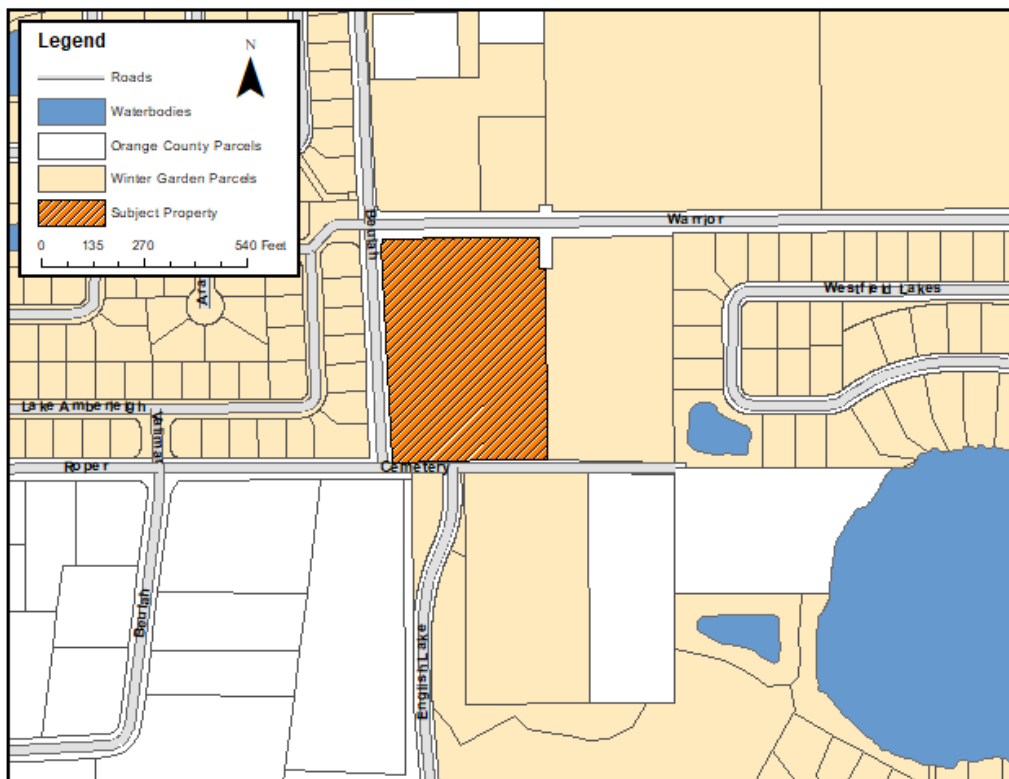 Legend
N
Roads
Waterbodies
Orange County Parcels
Winter Garden Parcels
Subject Property
0 135 270 540 Feet
Beulah
Warrior
Ara
Westfield Lakes
Lake Amberleigh
Roper
Cemetery
Beulah
English Lake